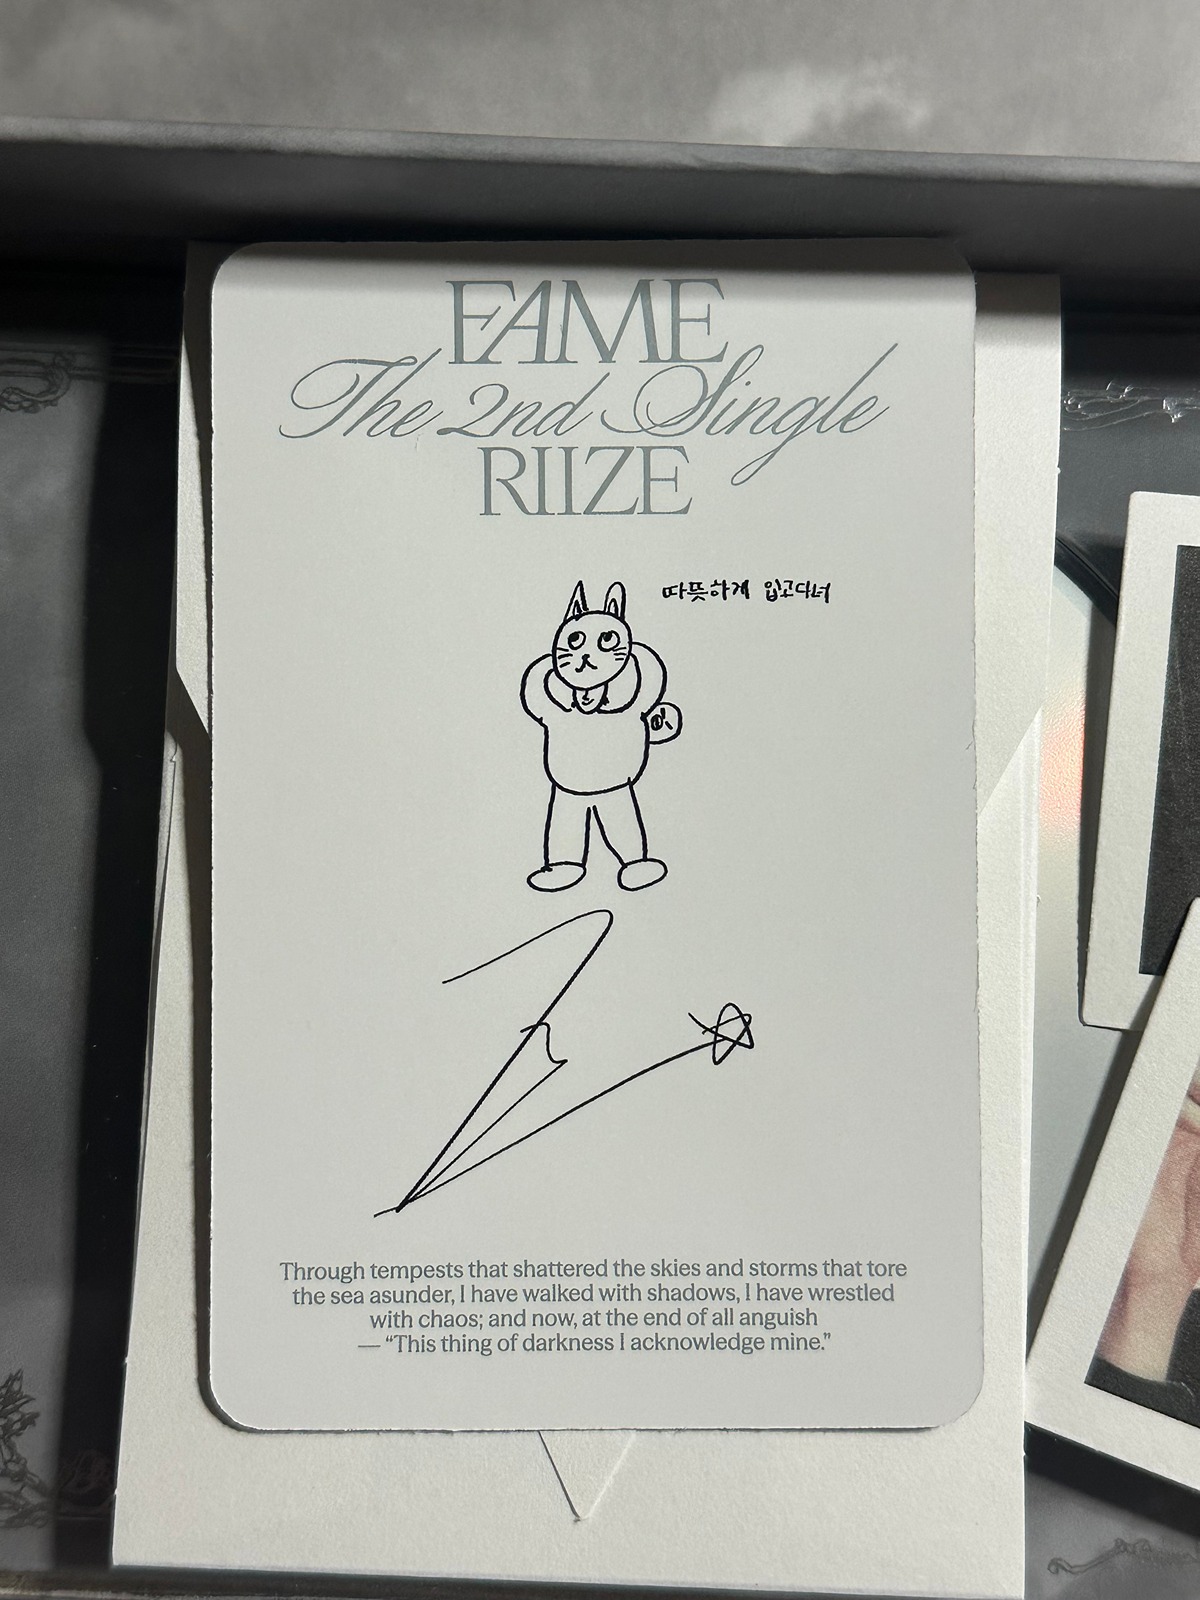 FAME
The 2nd Single
RIIZE
따뜻하게 입고다녀
Through tempests that shattered the skies and storms that tore
the sea asunder, I have walked with shadows, I have wrestled
with chaos; and now, at the end of all anguish
— “This thing of darkness I acknowledge mine.”